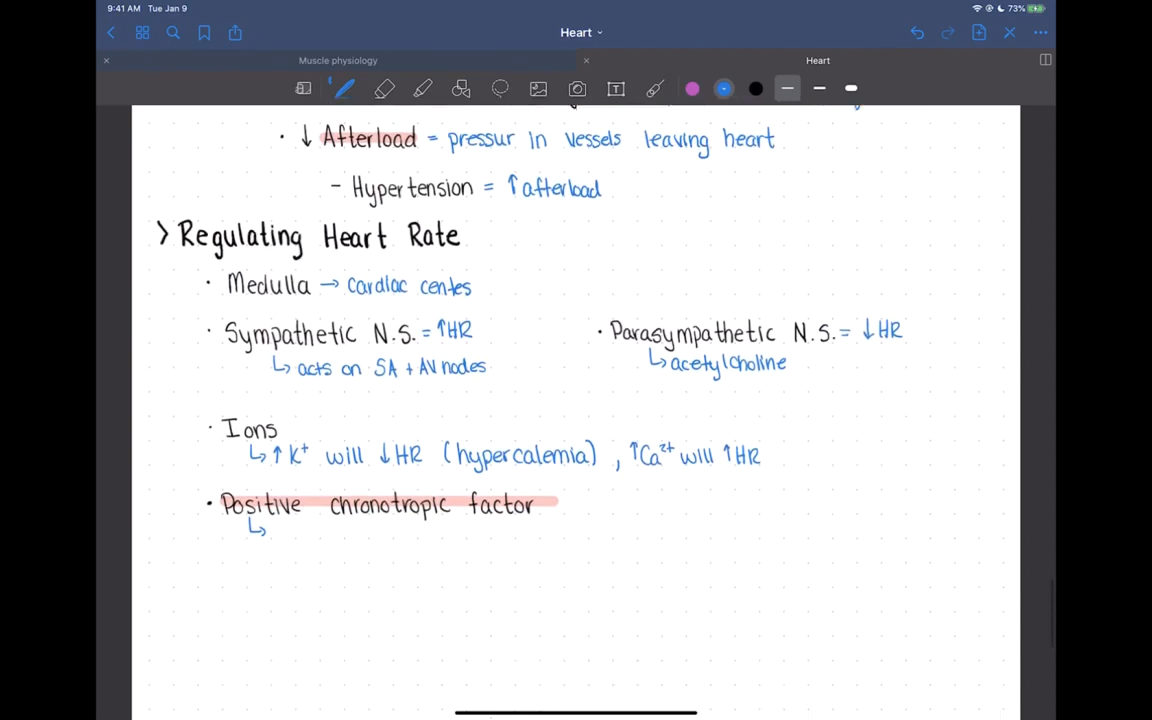 9:41 AM Tue Jan 9
73%
Heart
Muscle physiology
Heart
· ↓ Afterload = pressur in vessels leaving heart
- Hypertension = ↑ afterload
> Regulating Heart Rate
· Medulla → cardiac centes
· Sympathetic N.S. = ↑HR
↳ acts on SA + AV nodes
· Parasympathetic N.S. = ↓HR
↳ acetylcholine
· Ions
↳ ↑ K+ will ↓HR (hypercalemia), ↑Ca2+ will ↑HR
· Positive chronotropic factor
↳